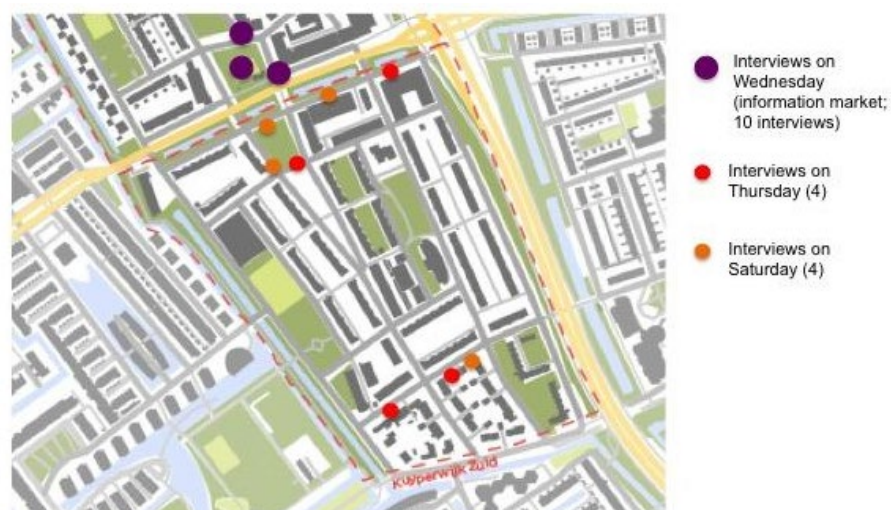 Interviews on
Wednesday
(information market;
10 interviews)
Interviews on
Thursday (4)
Interviews on
Saturday (4)
Kuyperwijk Zuid